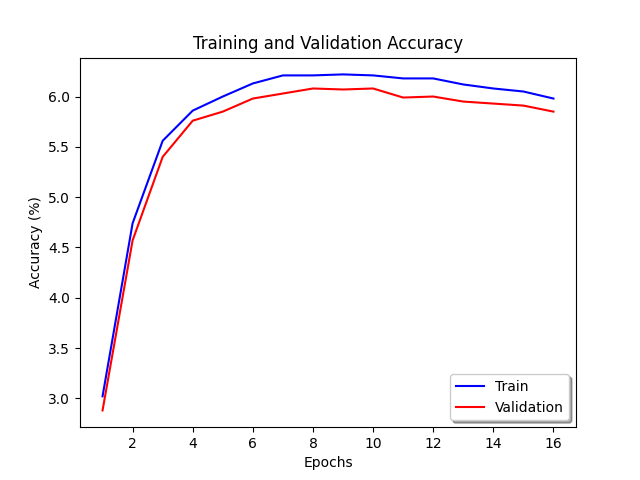 Training and Validation Accuracy
Accuracy (%)
6.0
5.5
5.0
4.5
4.0
3.5
3.0
Train
Validation
2 4 6 8 10 12 14 16
Epochs